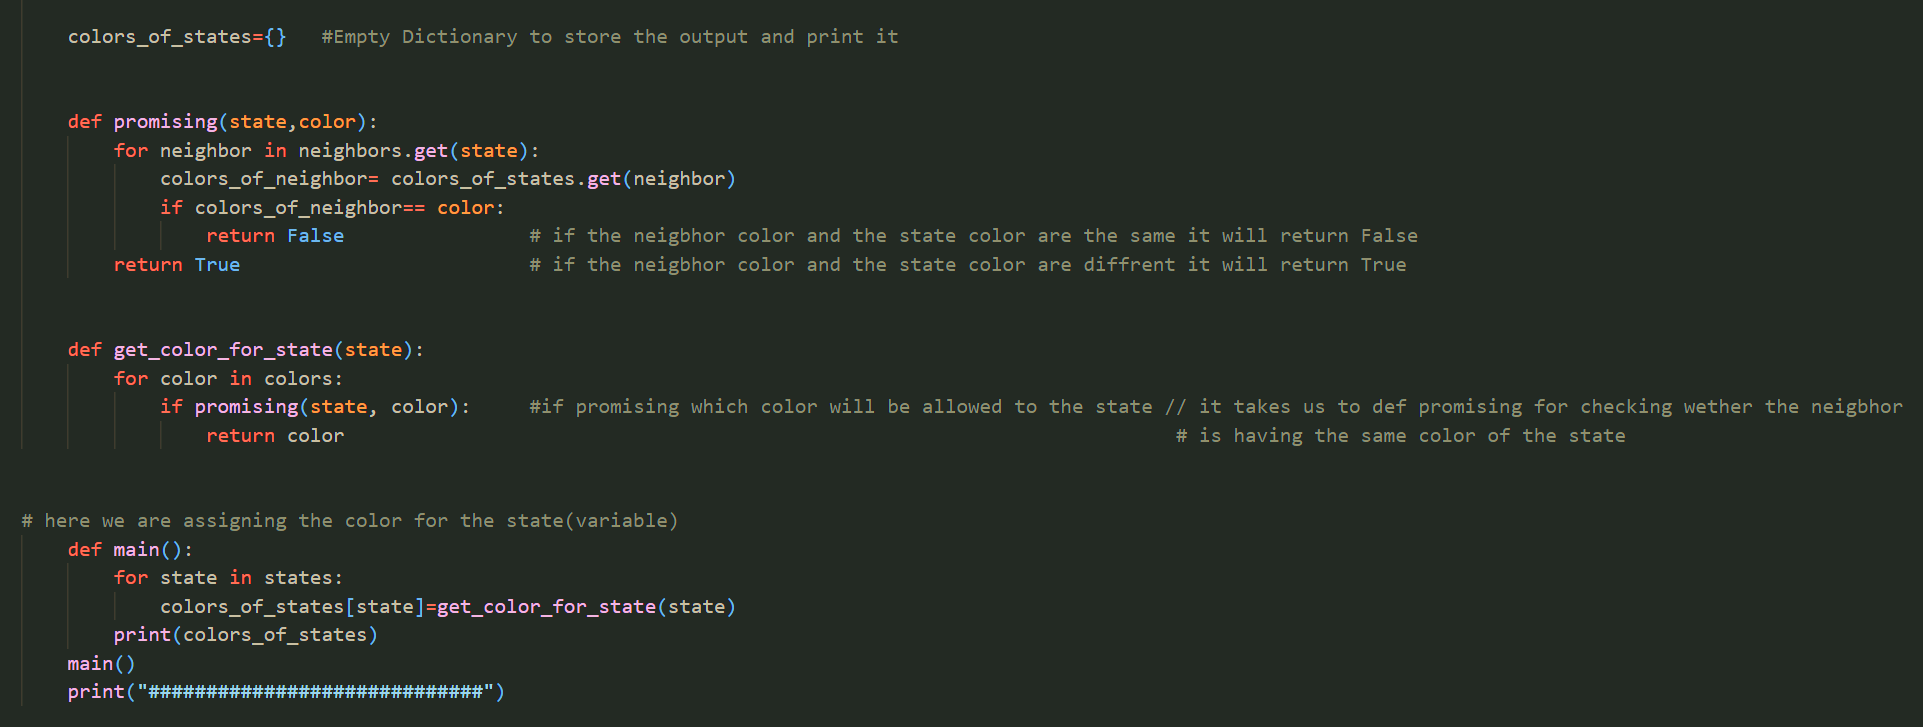 colors_of_states={}   #Empty Dictionary to store the output and print it
def promising(state,color):
for neighbor in neighbors.get(state):
colors_of_neighbor= colors_of_states.get(neighbor)
if colors_of_neighbor== color:
return False                # if the neigbhor color and the state color are the same it will return False
return True                         # if the neigbhor color and the state color are diffrent it will return True
def get_color_for_state(state):
for color in colors:
if promising(state, color):     #if promising which color will be allowed to the state // it takes us to def promising for checking wether the neigbhor
return color                                                                        # is having the same color of the state
# here we are assigning the color for the state(variable)
def main():
for state in states:
colors_of_states[state]=get_color_for_state(state)
print(colors_of_states)
main()
print("#############################")